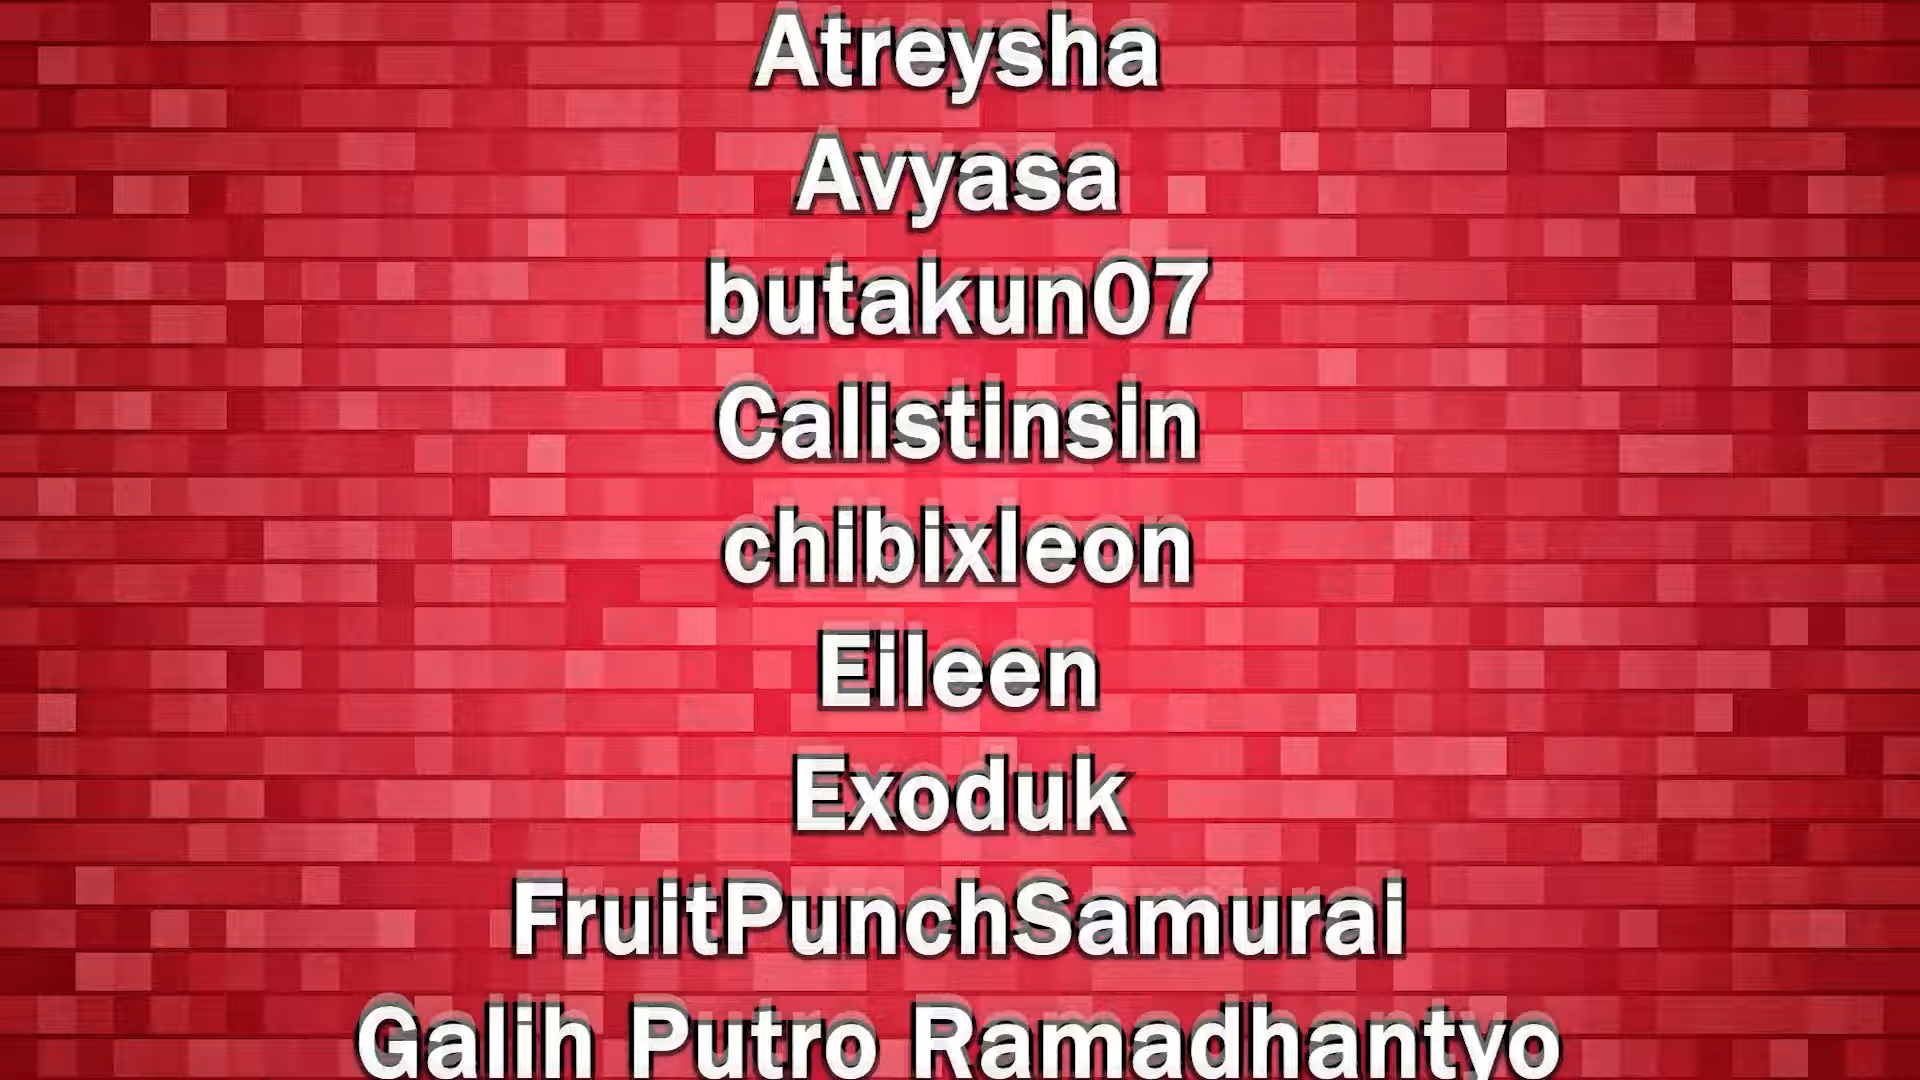 Atreysha
Avyasa
butakun07
Calistinsin
chibixleon
Eileen
Exoduk
FruitPunchSamurai
Galih Putro Ramadhantyo